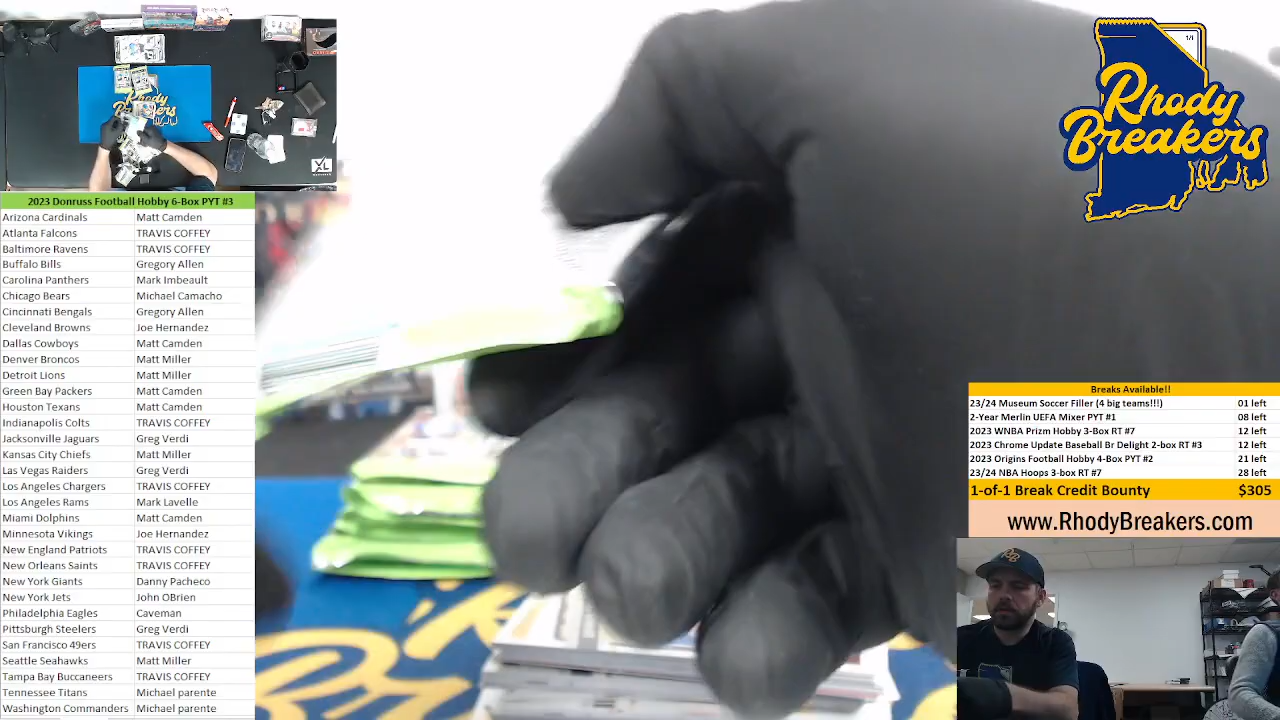 2023 Donruss Football Hobby 6-Box PYT #3
Arizona Cardinals Matt Camden
Atlanta Falcons TRAVIS COFFEY
Baltimore Ravens TRAVIS COFFEY
Buffalo Bills Gregory Allen
Carolina Panthers Mark Imbeault
Chicago Bears Michael Camacho
Cincinnati Bengals Gregory Allen
Cleveland Browns Joe Hernandez
Dallas Cowboys Matt Camden
Denver Broncos Matt Miller
Detroit Lions Matt Miller
Green Bay Packers Matt Camden
Houston Texans Matt Camden
Indianapolis Colts TRAVIS COFFEY
Jacksonville Jaguars Greg Verdi
Kansas City Chiefs Matt Miller
Las Vegas Raiders Greg Verdi
Los Angeles Chargers TRAVIS COFFEY
Los Angeles Rams Mark Lavelle
Miami Dolphins Matt Camden
Minnesota Vikings Joe Hernandez
New England Patriots TRAVIS COFFEY
New Orleans Saints TRAVIS COFFEY
New York Giants Danny Pacheco
New York Jets John OBrien
Philadelphia Eagles Caveman
Pittsburgh Steelers Greg Verdi
San Francisco 49ers TRAVIS COFFEY
Seattle Seahawks Matt Miller
Tampa Bay Buccaneers TRAVIS COFFEY
Tennessee Titans Michael parente
Washington Commanders Michael parente
Rhody
Breakers
XL
1/1
Rhody
Breakers
Breaks Available!!
23/24 Museum Soccer Filler (4 big teams!!!) 01 left
2-Year Merlin UEFA Mixer PYT #1 08 left
2023 WNBA Prizm Hobby 3-Box RT #7 12 left
2023 Chrome Update Baseball Br Delight 2-box RT #3 12 left
2023 Origins Football Hobby 4-Box PYT #2 21 left
23/24 NBA Hoops 3-box RT #7 28 left
1-of-1 Break Credit Bounty $305
www.RhodyBreakers.com
RB